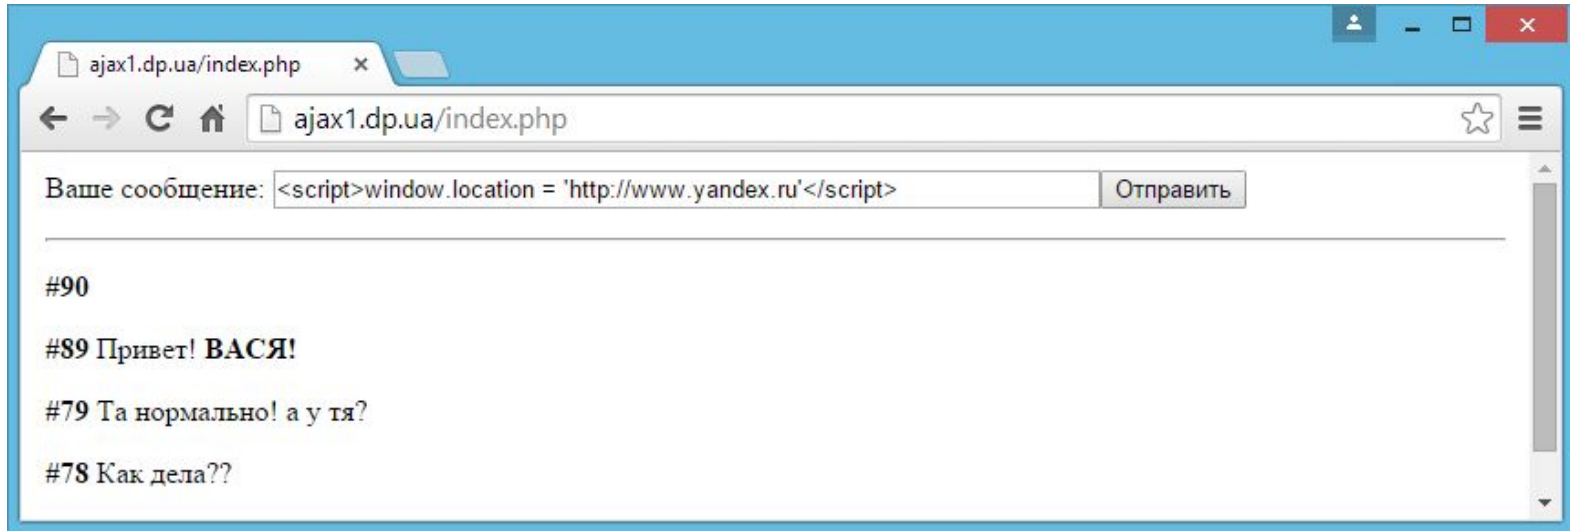 ajax1.dp.ua/index.php
ajax1.dp.ua/index.php
Ваше сообщение: <script>window.location = 'http://www.yandex.ru'</script> Отправить
#90
#89 Привет! ВАСЯ!
#79 Та нормально! а у тя?
#78 Как дела??